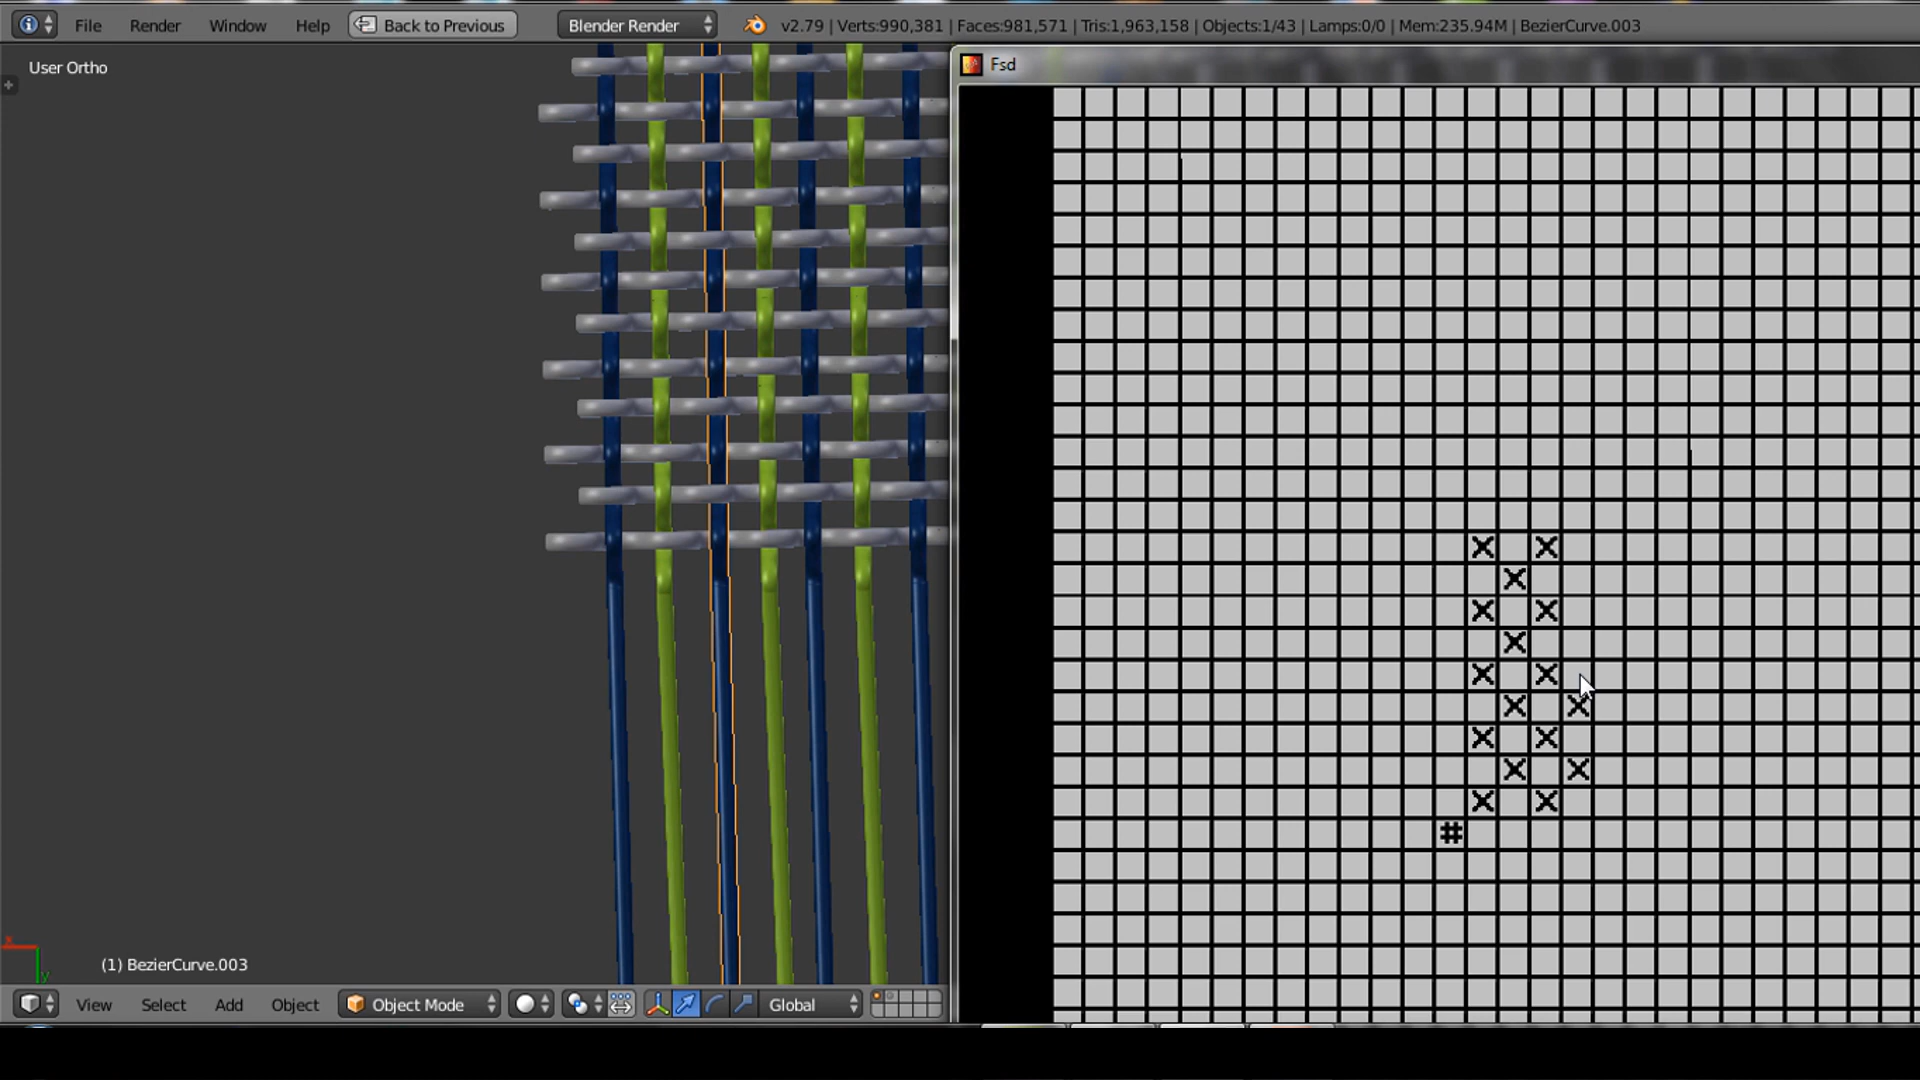 File Render Window Help Back to Previous Blender Render v2.79 | Verts:990,381 | Faces:981,571 | Tris:1,963,158 | Objects:1/43 | Lamps:0/0 | Mem:235.94M | BezierCurve.003
User Ortho
Fsd
X X
X
X X
X
X X
X X
X X
X X
X X
#
x
y
(1) BezierCurve.003
View Select Add Object Object Mode Global